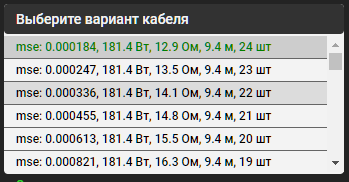 Выберите вариант кабеля
mse: 0.000184, 181.4 Вт, 12.9 Ом, 9.4 м, 24 шт
mse: 0.000247, 181.4 Вт, 13.5 Ом, 9.4 м, 23 шт
mse: 0.000336, 181.4 Вт, 14.1 Ом, 9.4 м, 22 шт
mse: 0.000455, 181.4 Вт, 14.8 Ом, 9.4 м, 21 шт
mse: 0.000613, 181.4 Вт, 15.5 Ом, 9.4 м, 20 шт
mse: 0.000821, 181.4 Вт, 16.3 Ом, 9.4 м, 19 шт